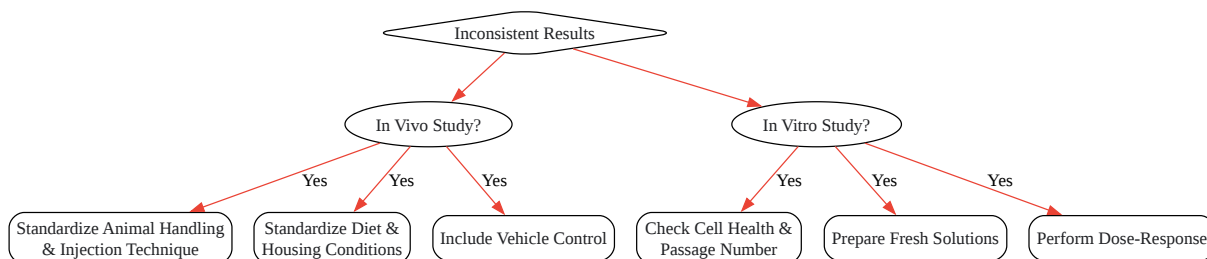 Inconsistent Results
In Vivo Study?
In Vitro Study?
Yes
Yes
Yes
Yes
Yes
Yes
Standardize Animal Handling
& Injection Technique
Standardize Diet &
Housing Conditions
Include Vehicle Control
Check Cell Health &
Passage Number
Prepare Fresh Solutions
Perform Dose-Response